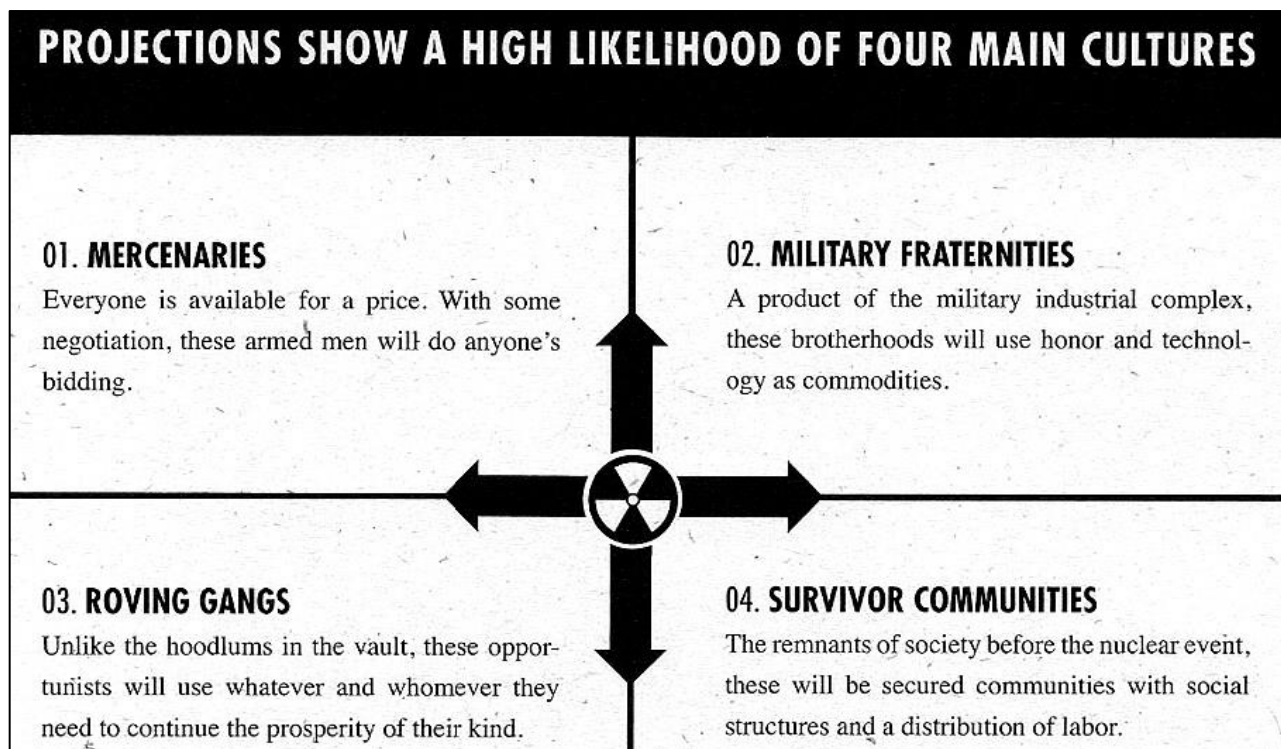 PROJECTIONS SHOW A HIGH LIKELIHOOD OF FOUR MAIN CULTURES
01. MERCENARIES
Everyone is available for a price. With some
negotiation, these armed men will do anyone's
bidding.
02. MILITARY FRATERNITIES
A product of the military industrial complex,
these brotherhoods will use honor and technol-
ogy as commodities.
03. ROVING GANGS
Unlike the hoodlums in the vault, these oppor-
tunists will use whatever and whomever they
need to continue the prosperity of their kind.
04. SURVIVOR COMMUNITIES
The remnants of society before the nuclear event,
these will be secured communities with social
structures and a distribution of labor.